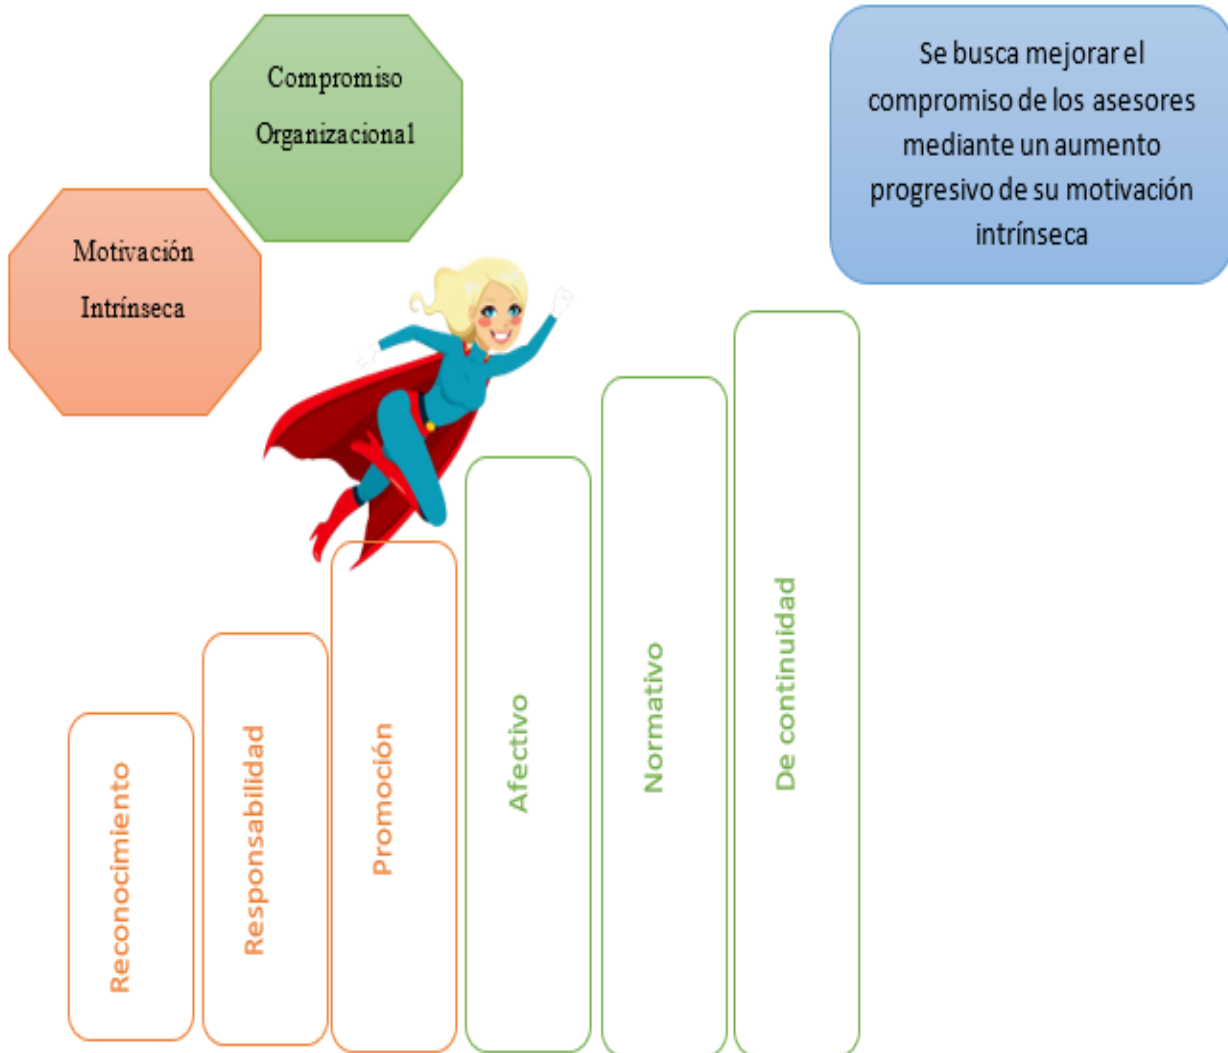 Compromiso
Organizacional
Motivación
Intrínseca
Se busca mejorar el
compromiso de los asesores
mediante un aumento
progresivo de su motivación
intrínseca
Reconocimiento
Responsabilidad
Promoción
Afectivo
Normativo
De continuidad